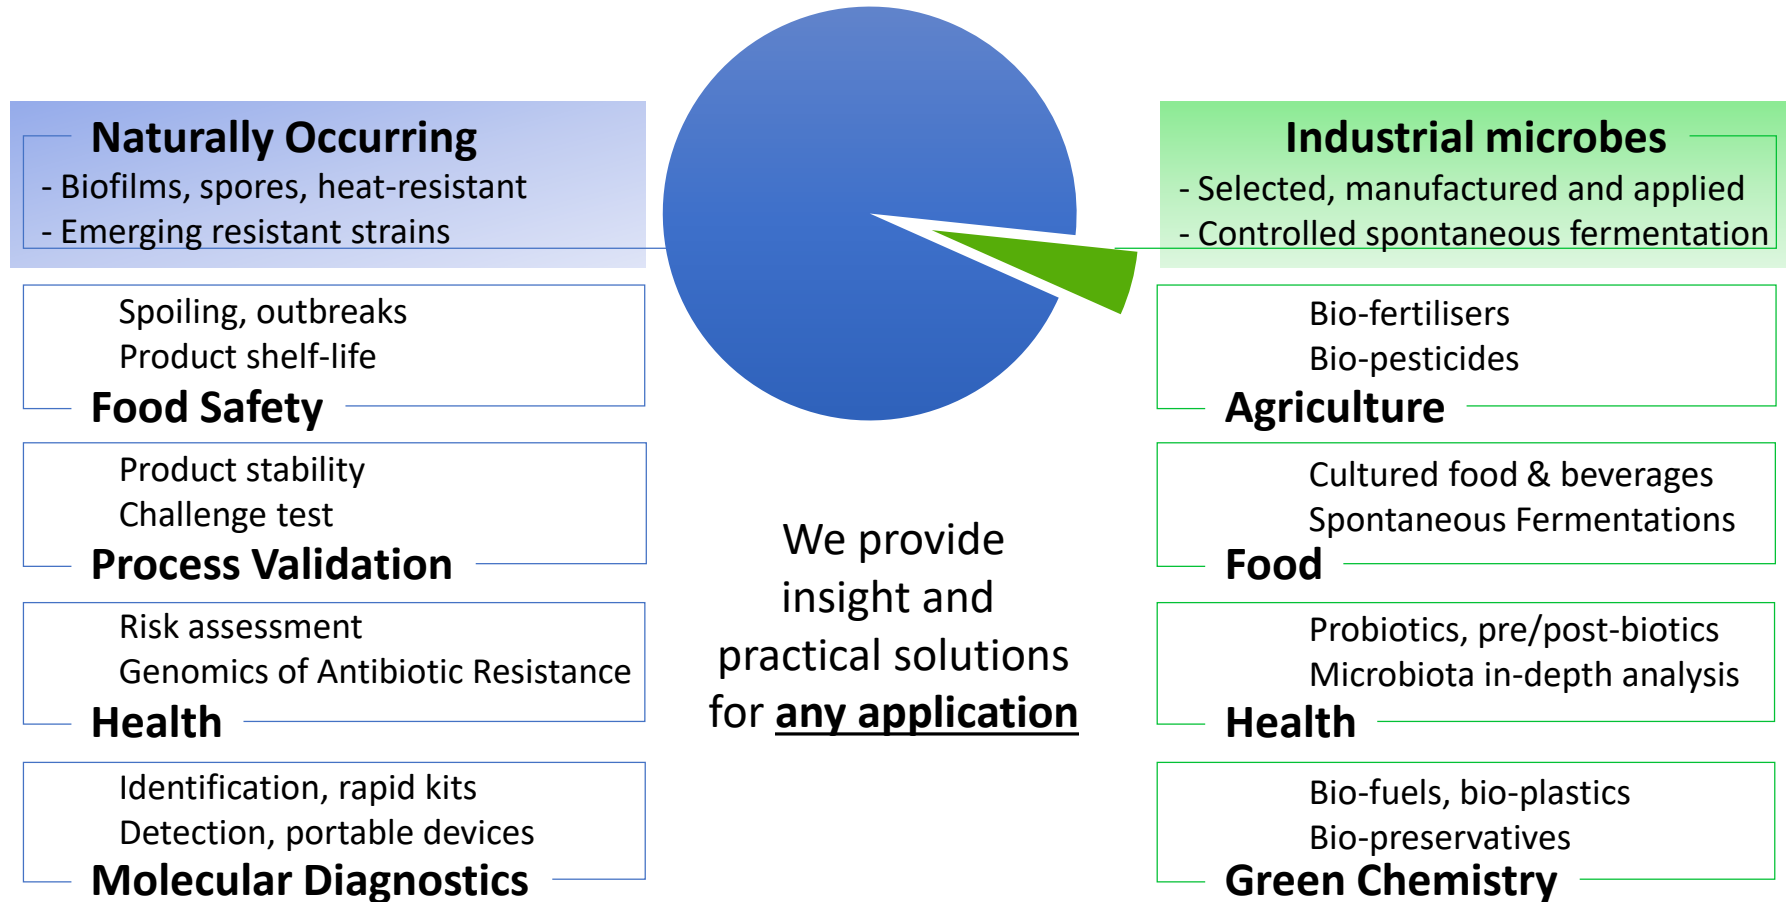 Naturally Occurring
- Biofilms, spores, heat-resistant
- Emerging resistant strains
Spoiling, outbreaks
Product shelf-life
Food Safety
Product stability
Challenge test
Process Validation
Risk assessment
Genomics of Antibiotic Resistance
Health
Identification, rapid kits
Detection, portable devices
Molecular Diagnostics
We provide
insight and
practical solutions
for any application
Industrial microbes
- Selected, manufactured and applied
- Controlled spontaneous fermentation
Bio-fertilisers
Bio-pesticides
Agriculture
Cultured food & beverages
Spontaneous Fermentations
Food
Probiotics, pre/post-biotics
Microbiota in-depth analysis
Health
Bio-fuels, bio-plastics
Bio-preservatives
Green Chemistry